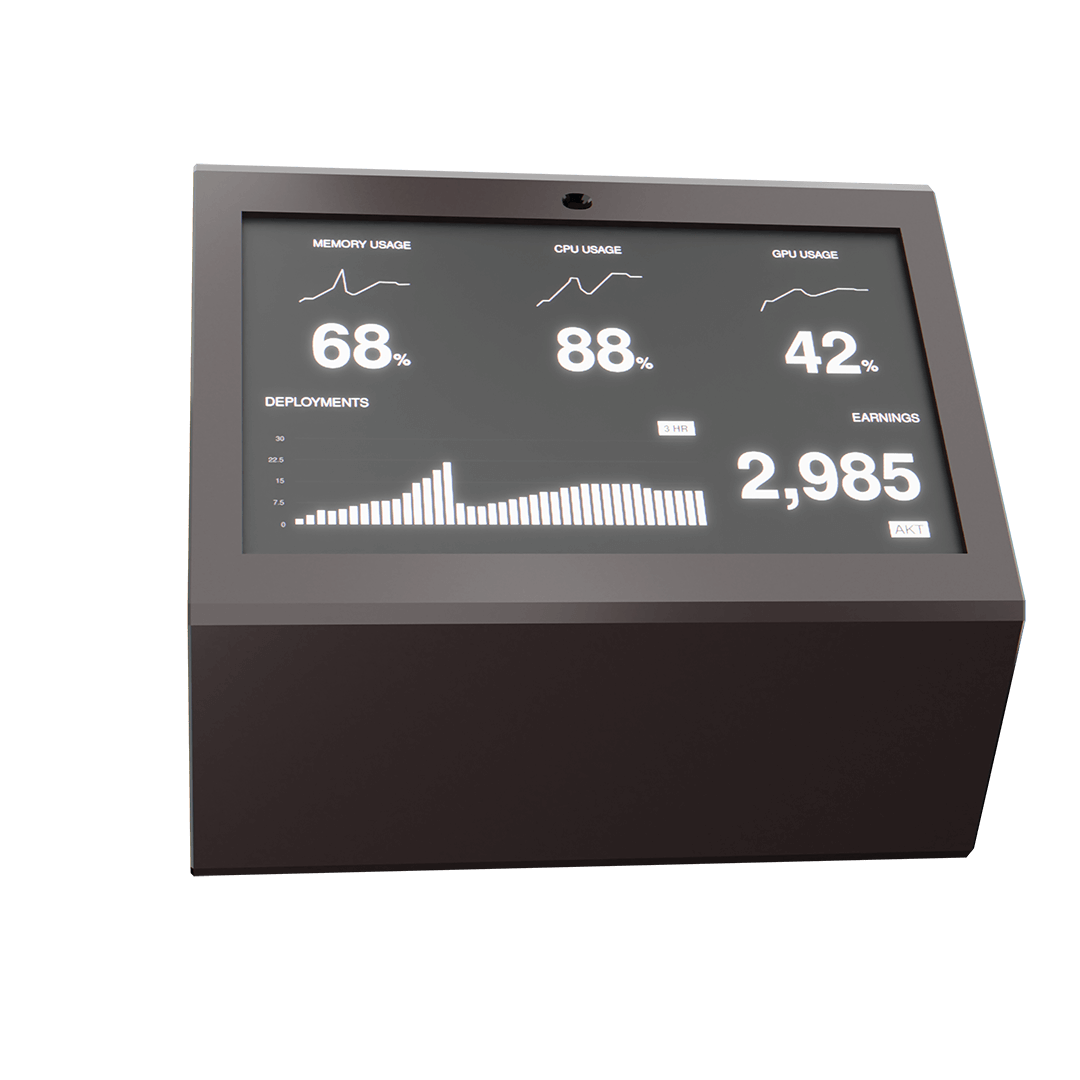 MEMORY USAGE
68%
CPU USAGE
88%
GPU USAGE
42%
DEPLOYMENTS
3 HR
30
22.5
15
7.5
0
EARNINGS
2,985
AKT